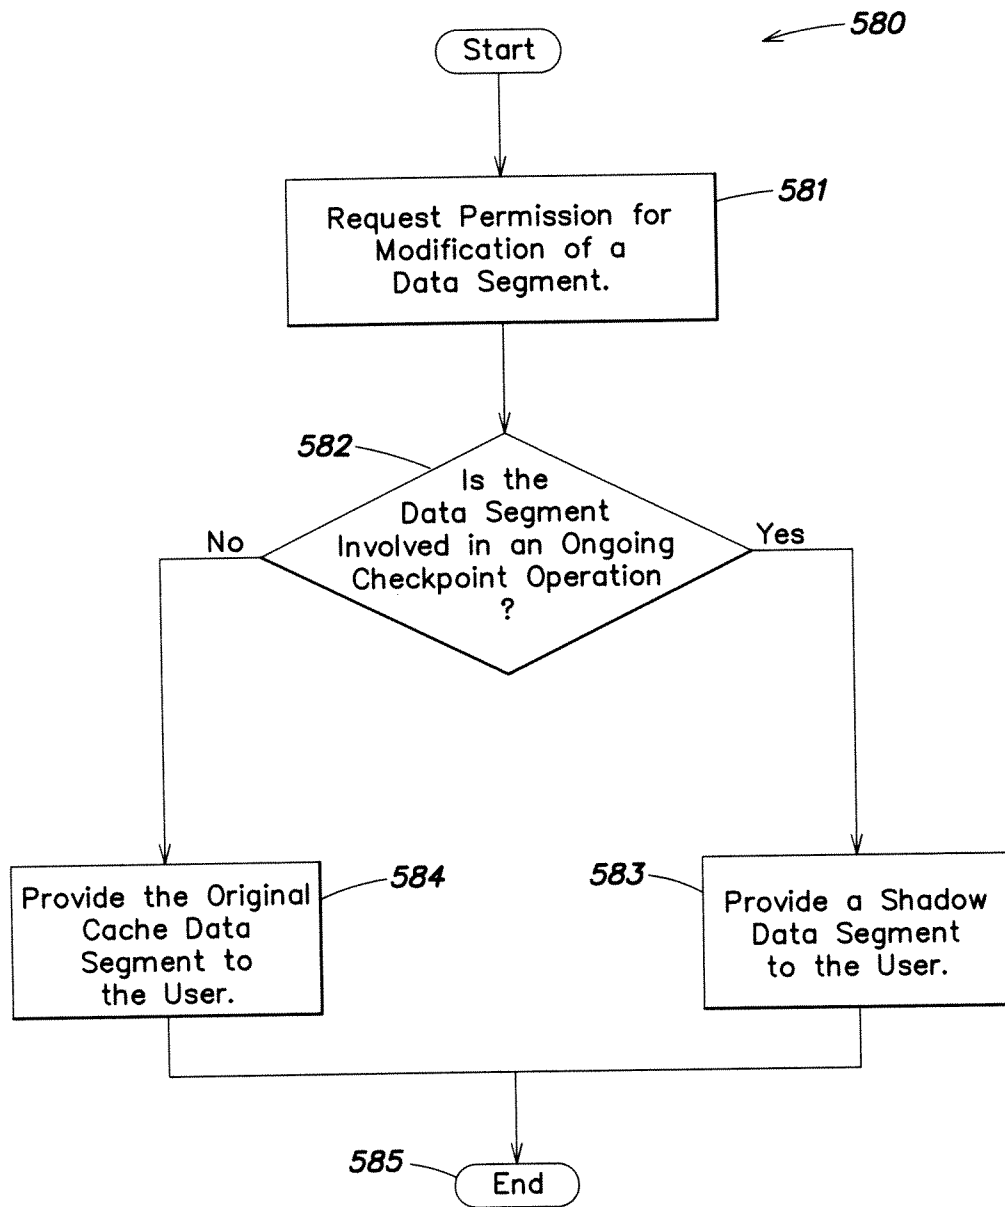 580
Start
581
Request Permission for
Modification of a
Data Segment.
582
Is the
Data Segment
Involved in an Ongoing
Checkpoint Operation
?
No
Yes
584
Provide the Original
Cache Data
Segment to
the User.
583
Provide a Shadow
Data Segment
to the User.
585
End